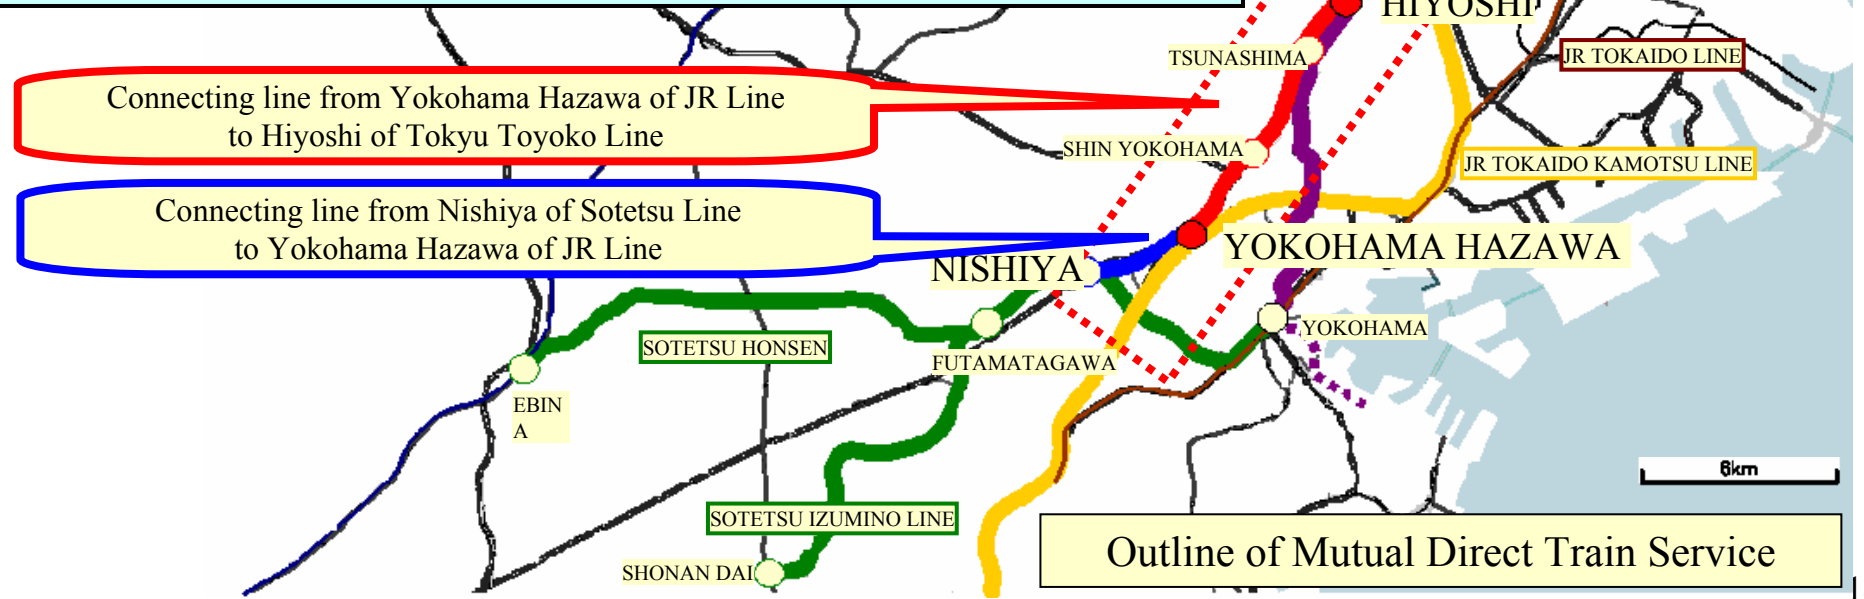 HIYOSHI
TSUNASHIMA
JR TOKAIDO LINE
Connecting line from Yokohama Hazawa of JR Line
to Hiyoshi of Tokyu Toyoko Line
SHIN YOKOHAMA
JR TOKAIDO KAMOTSU LINE
Connecting line from Nishiya of Sotetsu Line
to Yokohama Hazawa of JR Line
YOKOHAMA HAZAWA
NISHIYA
YOKOHAMA
SOTETSU HONSEN
FUTAMATAGAWA
EBIN
A
6km
SOTETSU IZUMINO LINE
Outline of Mutual Direct Train Service
SHONAN DAI